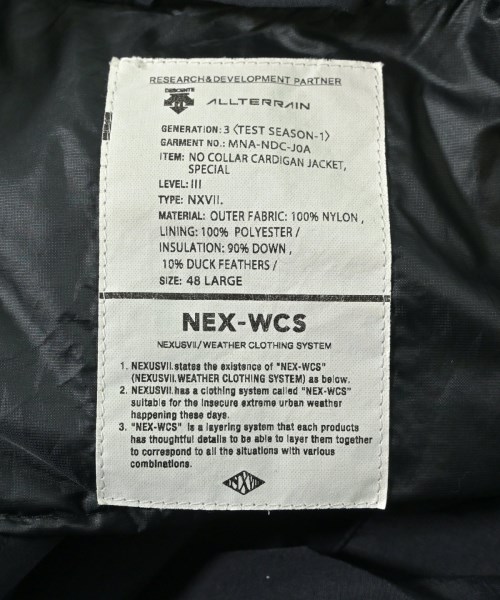 RESEARCH&DEVELOPMENT PARTNER
DESCENTE
ALLTERRAIN
GENERATION: 3 〈TEST SEASON-1〉
GARMENT NO.: MNA-NDC-J0A
ITEM: NO COLLAR CARDIGAN JACKET,
SPECIAL
LEVEL: III
TYPE: NXVII.
MATERIAL: OUTER FABRIC: 100% NYLON ,
LINING: 100% POLYESTER /
INSULATION: 90% DOWN ,
10% DUCK FEATHERS /
SIZE: 48 LARGE
NEX-WCS
NEXUSVII/WEATHER CLOTHING SYSTEM
1. NEXUSVII.states the existence of "NEX-WCS"
(NEXUSVII.WEATHER CLOTHING SYSTEM) as below.
2. NEXUSVII.has a clothing system called "NEX-WCS"
suitable for the insecure extreme urban weather
happening these days.
3. "NEX-WCS" is a layering system that each products
has thoughtful details to be able to layer them together
to correspond to all the situations with various
combinations.
NXVII